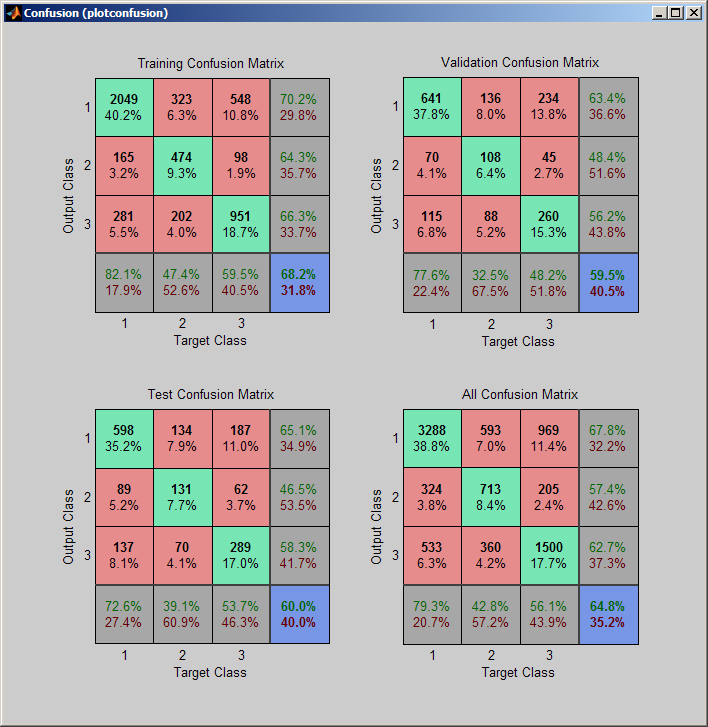 Confusion (plotconfusion)
Training Confusion Matrix
Output Class
1
2049 323 548 70.2%
40.2% 6.3% 10.8% 29.8%
2
165 474 98 64.3%
3.2% 9.3% 1.9% 35.7%
3
281 202 951 66.3%
5.5% 4.0% 18.7% 33.7%
82.1% 47.4% 59.5% 68.2%
17.9% 52.6% 40.5% 31.8%
1 2 3
Target Class
Validation Confusion Matrix
Output Class
1
641 136 234 63.4%
37.8% 8.0% 13.8% 36.6%
2
70 108 45 48.4%
4.1% 6.4% 2.7% 51.6%
3
115 88 260 56.2%
6.8% 5.2% 15.3% 43.8%
77.6% 32.5% 48.2% 59.5%
22.4% 67.5% 51.8% 40.5%
1 2 3
Target Class
Test Confusion Matrix
Output Class
1
598 134 187 65.1%
35.2% 7.9% 11.0% 34.9%
2
89 131 62 46.5%
5.2% 7.7% 3.7% 53.5%
3
137 70 289 58.3%
8.1% 4.1% 17.0% 41.7%
72.6% 39.1% 53.7% 60.0%
27.4% 60.9% 46.3% 40.0%
1 2 3
Target Class
All Confusion Matrix
Output Class
1
3288 593 969 67.8%
38.8% 7.0% 11.4% 32.2%
2
324 713 205 57.4%
3.8% 8.4% 2.4% 42.6%
3
533 360 1500 62.7%
6.3% 4.2% 17.7% 37.3%
79.3% 42.8% 56.1% 64.8%
20.7% 57.2% 43.9% 35.2%
1 2 3
Target Class